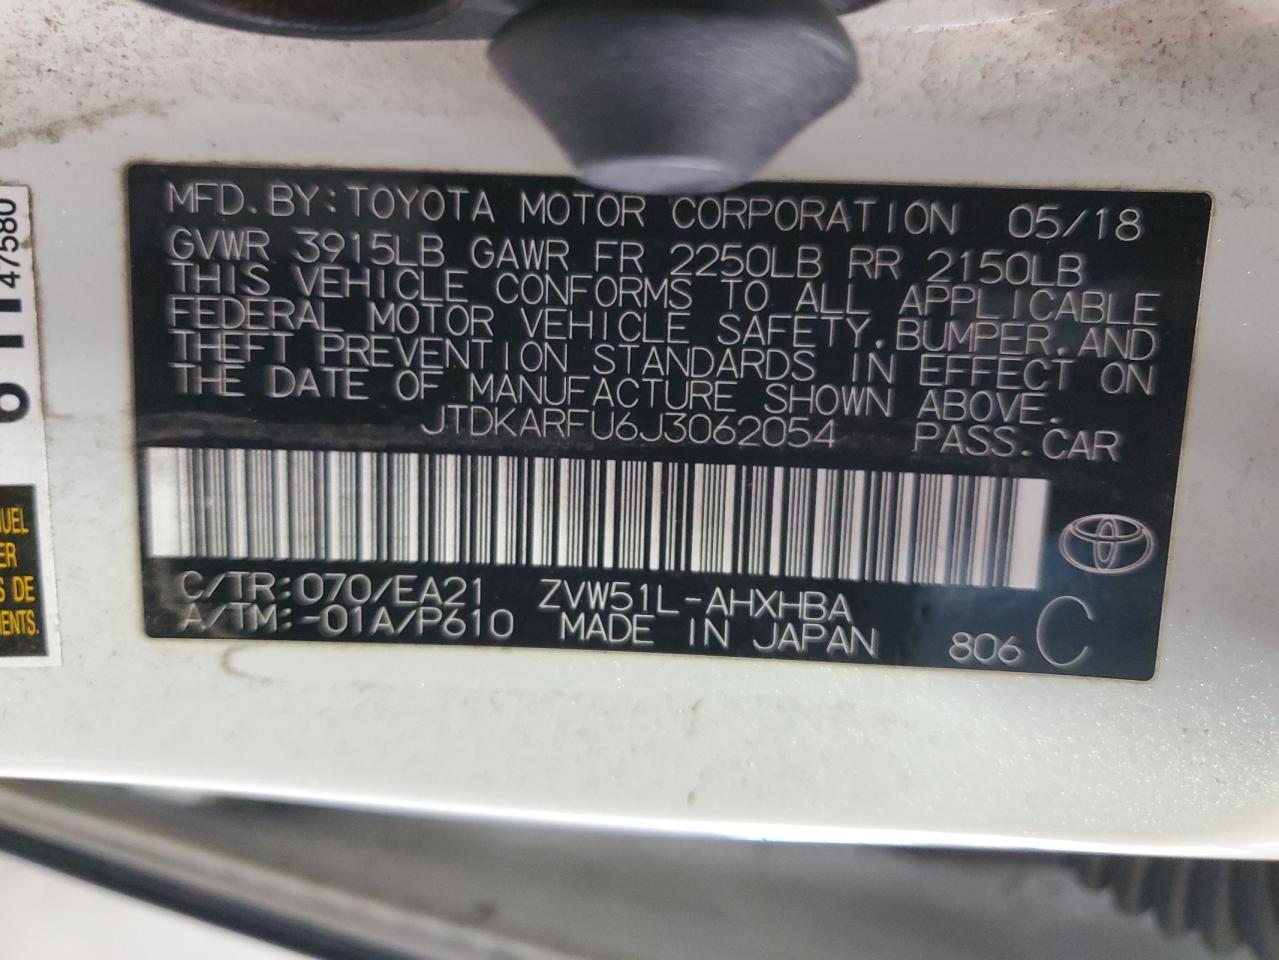 MFD. BY: TOYOTA MOTOR CORPORATION 05/18
GVWR 3915LB GAWR FR 2250LB RR 2150LB
THIS VEHICLE CONFORMS TO ALL APPLICABLE
FEDERAL MOTOR VEHICLE SAFETY, BUMPER, AND
THEFT PREVENTION STANDARDS IN EFFECT ON
THE DATE OF MANUFACTURE SHOWN ABOVE.
JTDKARFU6J3062054 PASS. CAR
C/TR:070/EA21 ZVW51L-AHXHBA
A/TM:-01A/P610 MADE IN JAPAN 806 C
47580
DE